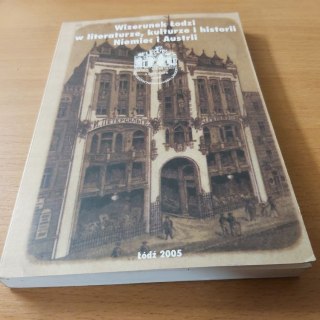 Wizerunek Łodzi
w literaturze, kulturze i historii
Niemiec i Austrii
Łódź 2005